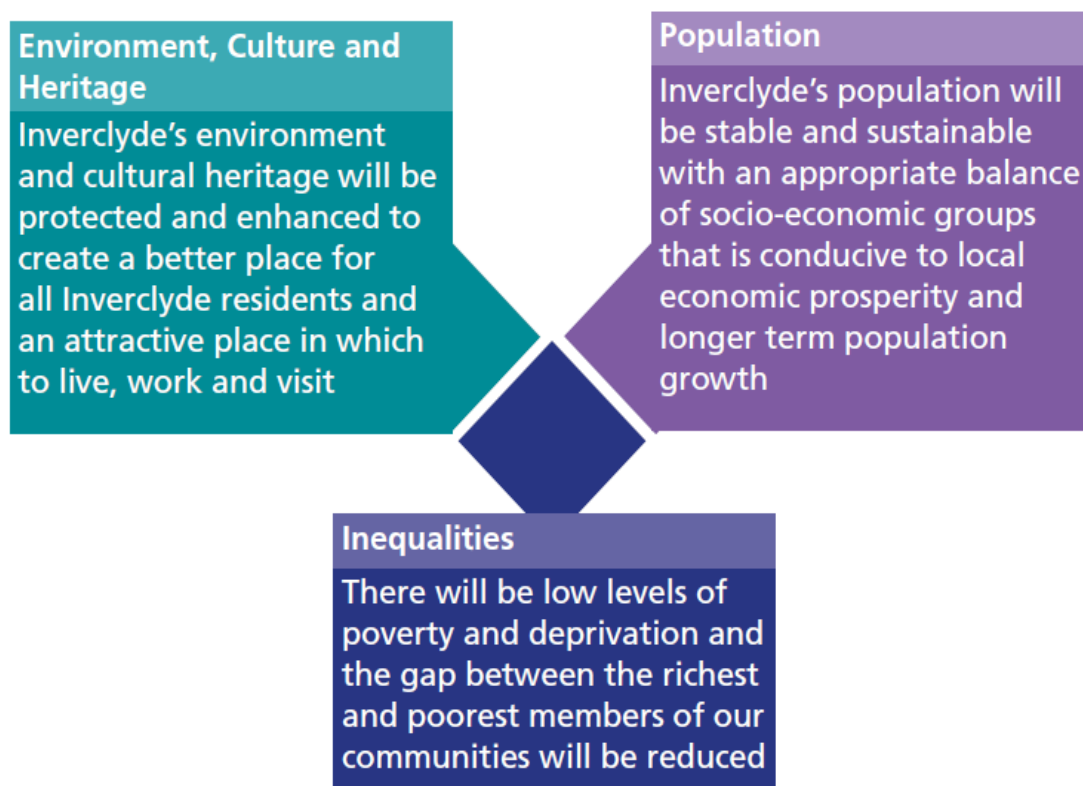 Environment, Culture and
Heritage
Inverclyde’s environment
and cultural heritage will be
protected and enhanced to
create a better place for
all Inverclyde residents and
an attractive place in which
to live, work and visit
Population
Inverclyde’s population will
be stable and sustainable
with an appropriate balance
of socio-economic groups
that is conducive to local
economic prosperity and
longer term population
growth
Inequalities
There will be low levels of
poverty and deprivation and
the gap between the richest
and poorest members of our
communities will be reduced